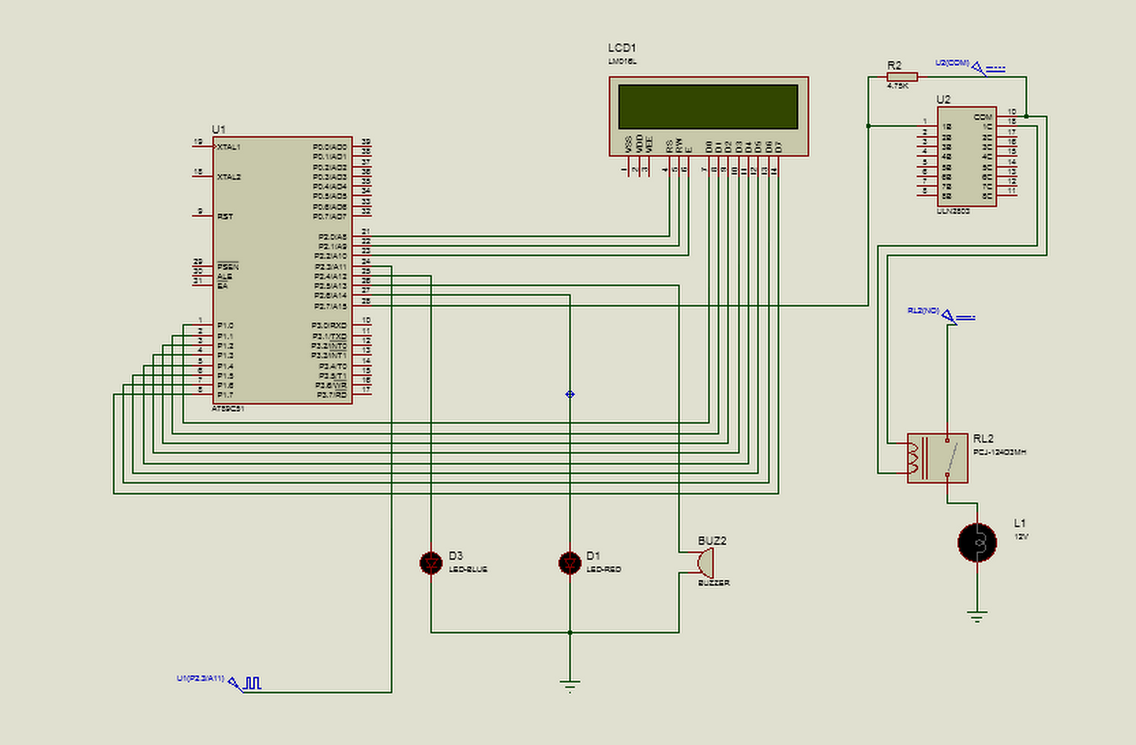 LCD1
LM016L
VSS
VDD
VEE
RS
RW
E
D0
D1
D2
D3
D4
D5
D6
D7
1
2
3
4
5
6
7
8
9
10
11
12
13
14
R2
4.75K
U2(COM)
U2
COM
10
1
1B
1C
18
2
2B
2C
17
3
3B
3C
16
4
4B
4C
15
5
5B
5C
14
6
6B
6C
13
7
7B
7C
12
8
8B
8C
11
ULN2803
U1
19
XTAL1
18
XTAL2
9
RST
29
PSEN
30
ALE
31
EA
1
P1.0
2
P1.1
3
P1.2
4
P1.3
5
P1.4
6
P1.5
7
P1.6
8
P1.7
P0.0/AD0
39
P0.1/AD1
38
P0.2/AD2
37
P0.3/AD3
36
P0.4/AD4
35
P0.5/AD5
34
P0.6/AD6
33
P0.7/AD7
32
P2.0/A8
21
P2.1/A9
22
P2.2/A10
23
P2.3/A11
24
P2.4/A12
25
P2.5/A13
26
P2.6/A14
27
P2.7/A15
28
P3.0/RXD
10
P3.1/TXD
11
P3.2/INT0
12
P3.3/INT1
13
P3.4/T0
14
P3.5/T1
15
P3.6/WR
16
P3.7/RD
17
AT89C51
RL2(NO)
RL2
L1
12V
D3
LED-BLUE
D1
LED-RED
BUZ2
BUZZER
U1(P2.3/A11)